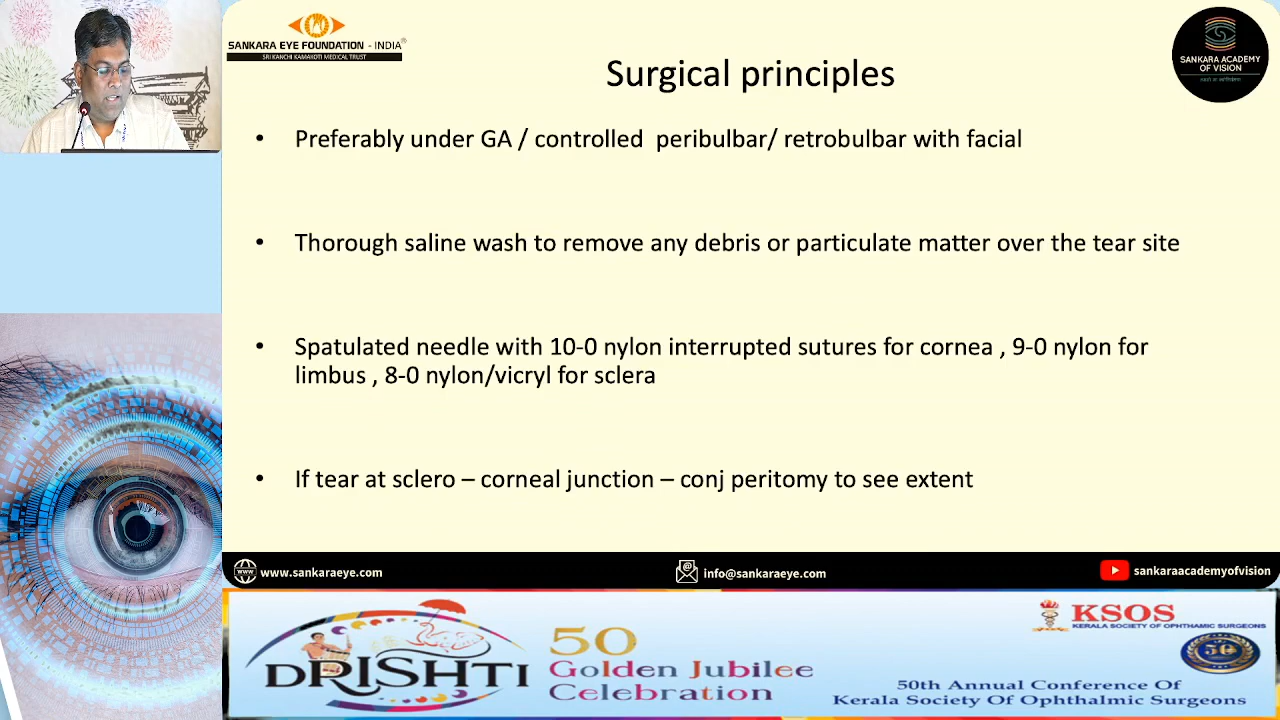 SANKARA EYE FOUNDATION - INDIA®
SRI KANCHI KAMAKOTI MEDICAL TRUST
SANKARA ACADEMY
OF VISION
Surgical principles
• Preferably under GA / controlled peribulbar/ retrobulbar with facial
• Thorough saline wash to remove any debris or particulate matter over the tear site
• Spatulated needle with 10-0 nylon interrupted sutures for cornea , 9-0 nylon for
limbus , 8-0 nylon/vicryl for sclera
• If tear at sclero – corneal junction – conj peritomy to see extent
www.sankaraeye.com
info@sankaraeye.com
sankaraacademyofvision
DRISHTI
50
Golden Jubilee
Celebration
KSOS
KERALA SOCIETY OF OPHTHAMIC SURGEONS
50
50th Annual Conference Of
Kerala Society Of Ophthalmic Surgeons